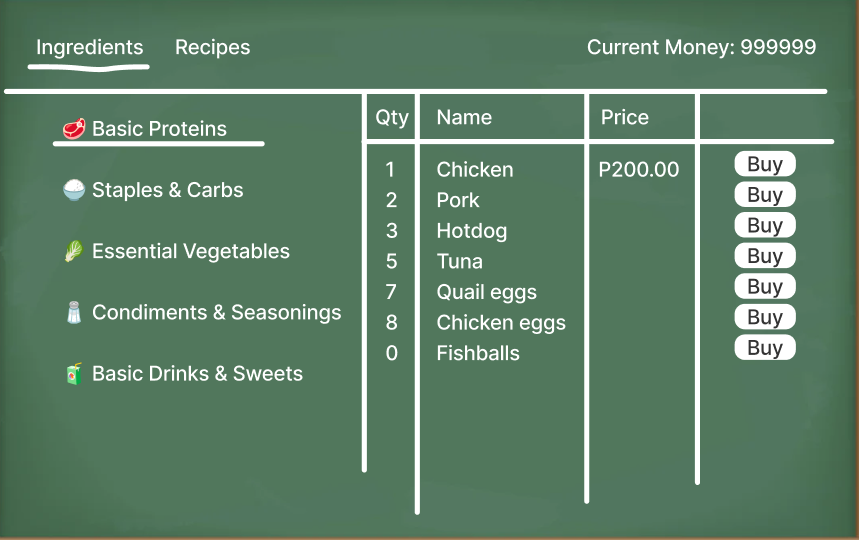 Ingredients Recipes Current Money: 999999
Basic Proteins
Staples & Carbs
Essential Vegetables
Condiments & Seasonings
Basic Drinks & Sweets
Qty Name Price
1 Chicken P200.00 Buy
2 Pork Buy
3 Hotdog Buy
5 Tuna Buy
7 Quail eggs Buy
8 Chicken eggs Buy
0 Fishballs Buy